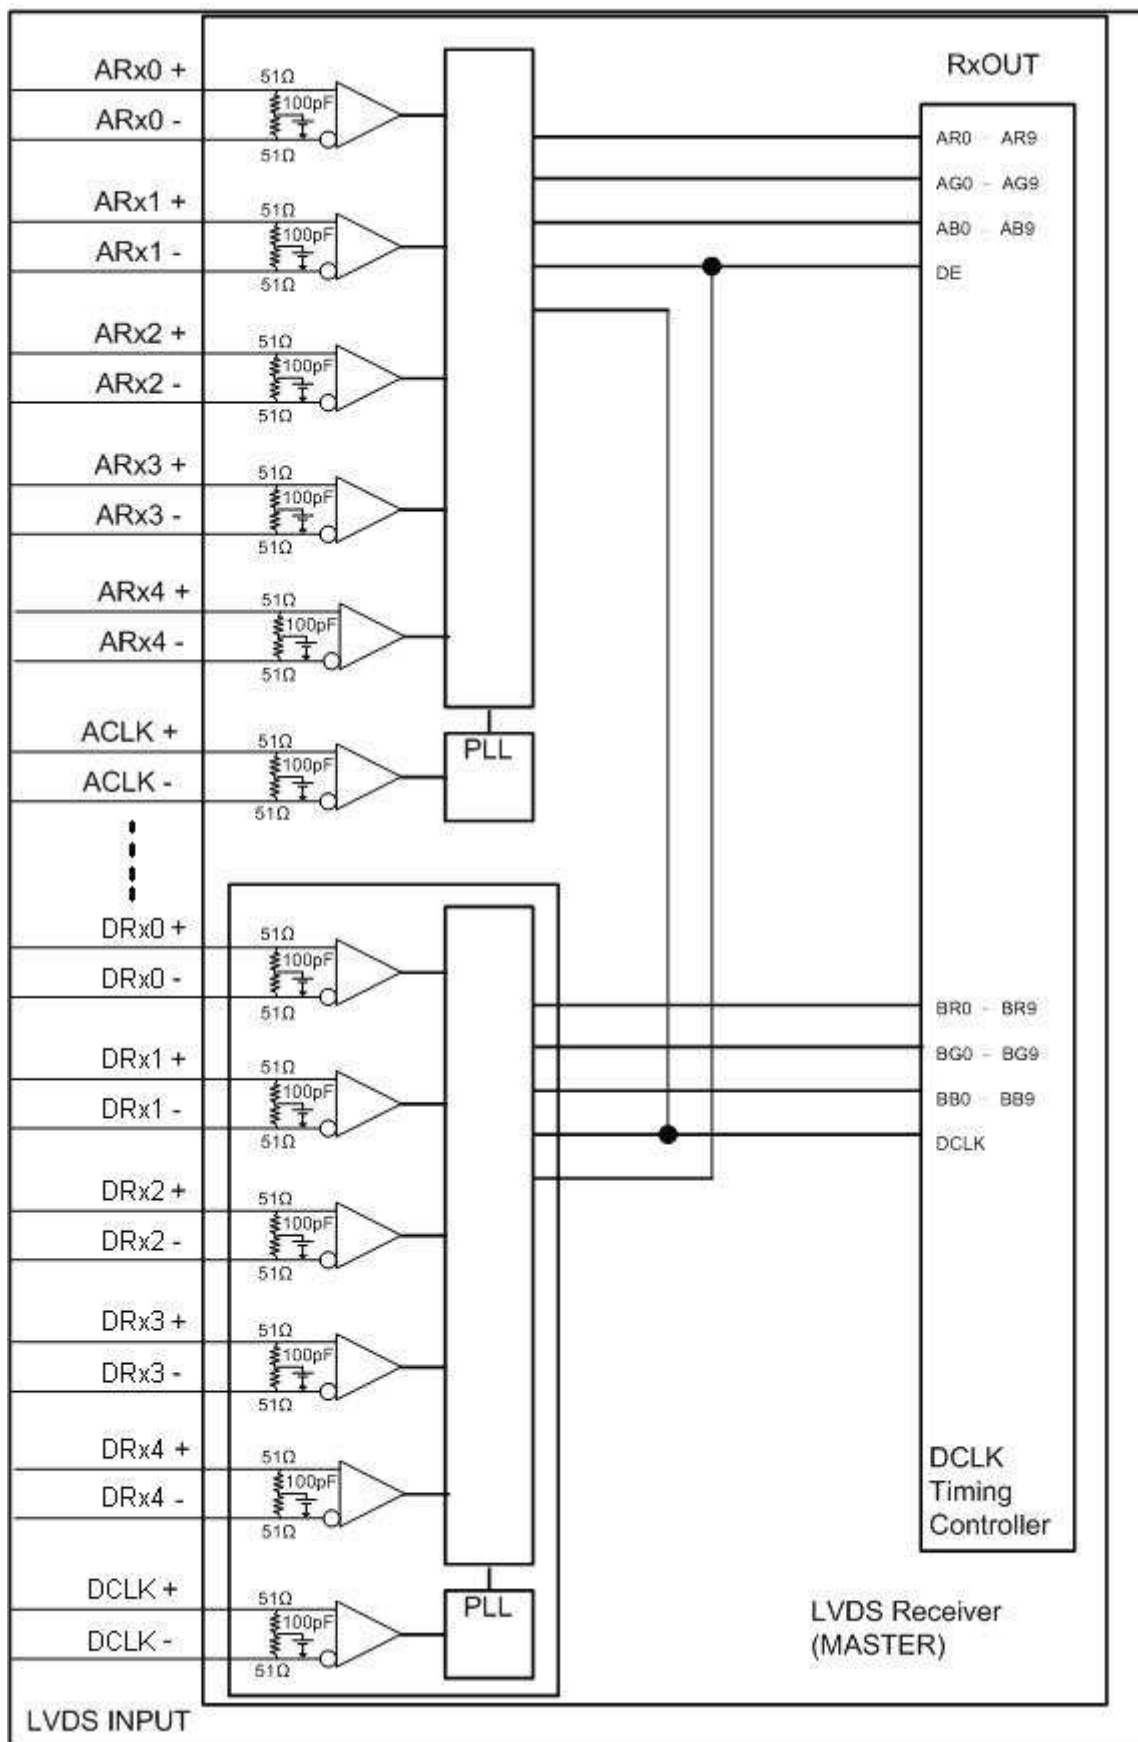 RxOUT
ARx0 +
51Ω
100pF
ARx0 -
51Ω
AR0 - AR9
AG0 - AG9
ARx1 +
51Ω
100pF
AB0 - AB9
ARx1 -
51Ω
DE
ARx2 +
51Ω
100pF
ARx2 -
51Ω
ARx3 +
51Ω
100pF
ARx3 -
51Ω
ARx4 +
51Ω
100pF
ARx4 -
51Ω
ACLK +
51Ω
PLL
100pF
ACLK -
51Ω
DRx0 +
51Ω
100pF
DRx0 -
51Ω
BR0 - BR9
BG0 - BG9
DRx1 +
51Ω
100pF
BB0 - BB9
DRx1 -
51Ω
DCLK
DRx2 +
51Ω
100pF
DRx2 -
51Ω
DRx3 +
51Ω
100pF
DRx3 -
51Ω
DRx4 +
51Ω
100pF
DRx4 -
51Ω
DCLK
Timing
Controller
DCLK +
51Ω
PLL
100pF
DCLK -
51Ω
LVDS Receiver
(MASTER)
LVDS INPUT